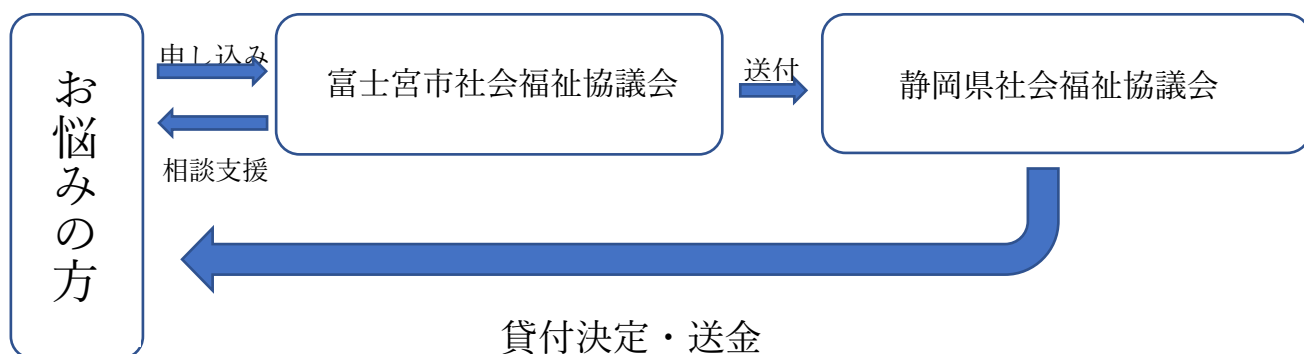 お悩みの方
申し込み
相談支援
富士宮市社会福祉協議会
送付
静岡県社会福祉協議会
貸付決定・送金